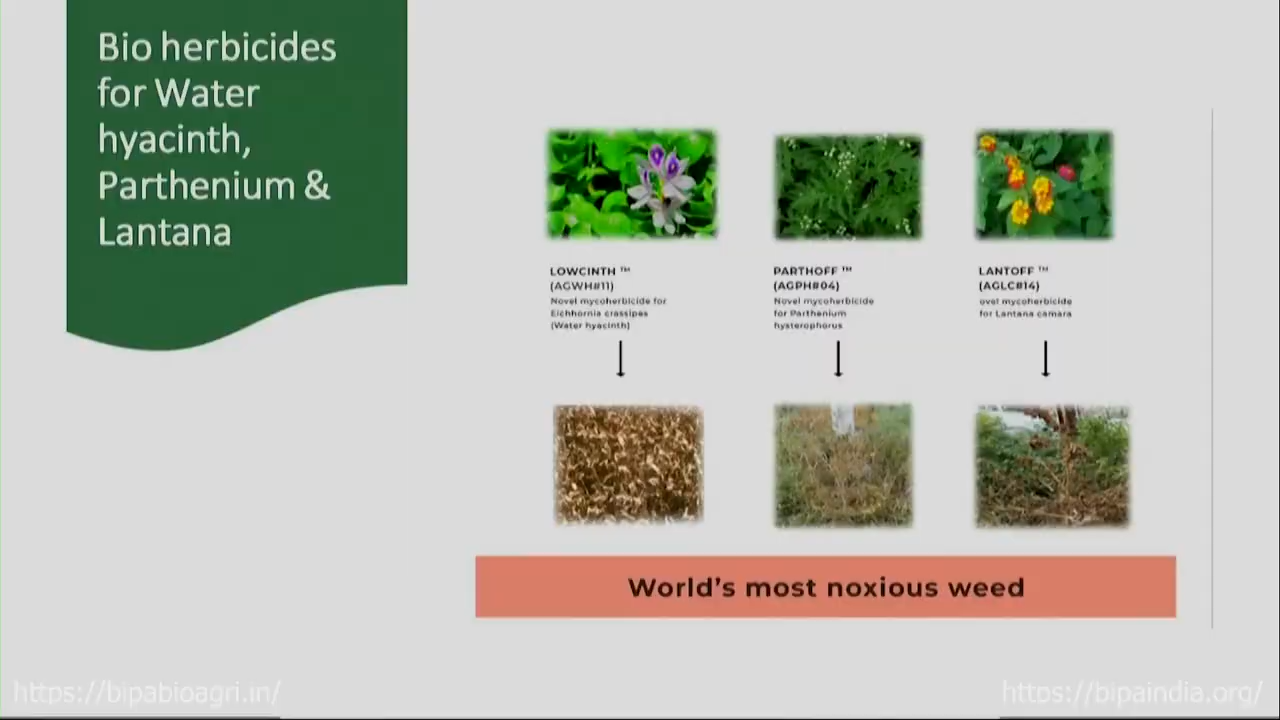 Bio herbicides
for Water
hyacinth,
Parthenium &
Lantana
LOWCINTH ™
(AGWH#11)
Novel mycoherbicide for
Eichhornia crassipes
(Water hyacinth)
PARTHOFF ™
(AGPH#04)
Novel mycoherbicide
for Parthenium
hysterophorus
LANTOFF ™
(AGLC#14)
ovel mycoherbicide
for Lantana camara
World's most noxious weed
https://bipabioagri.in/
https://bipaindia.org/